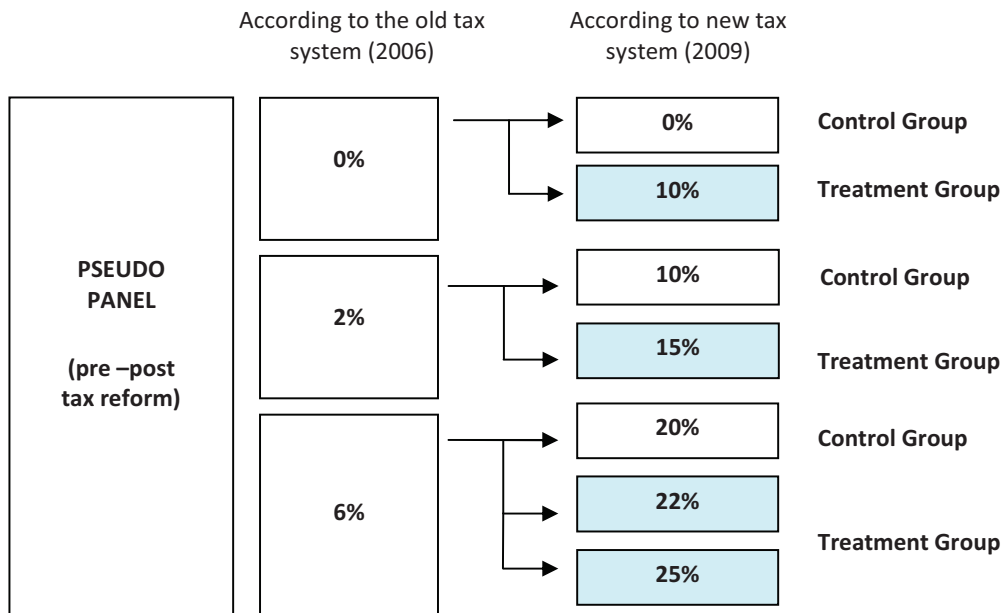 According to the old tax
system (2006)
According to new tax
system (2009)
PSEUDO
PANEL
(pre –post
tax reform)
0%
0%
Control Group
10%
Treatment Group
2%
10%
Control Group
15%
Treatment Group
6%
20%
Control Group
22%
25%
Treatment Group